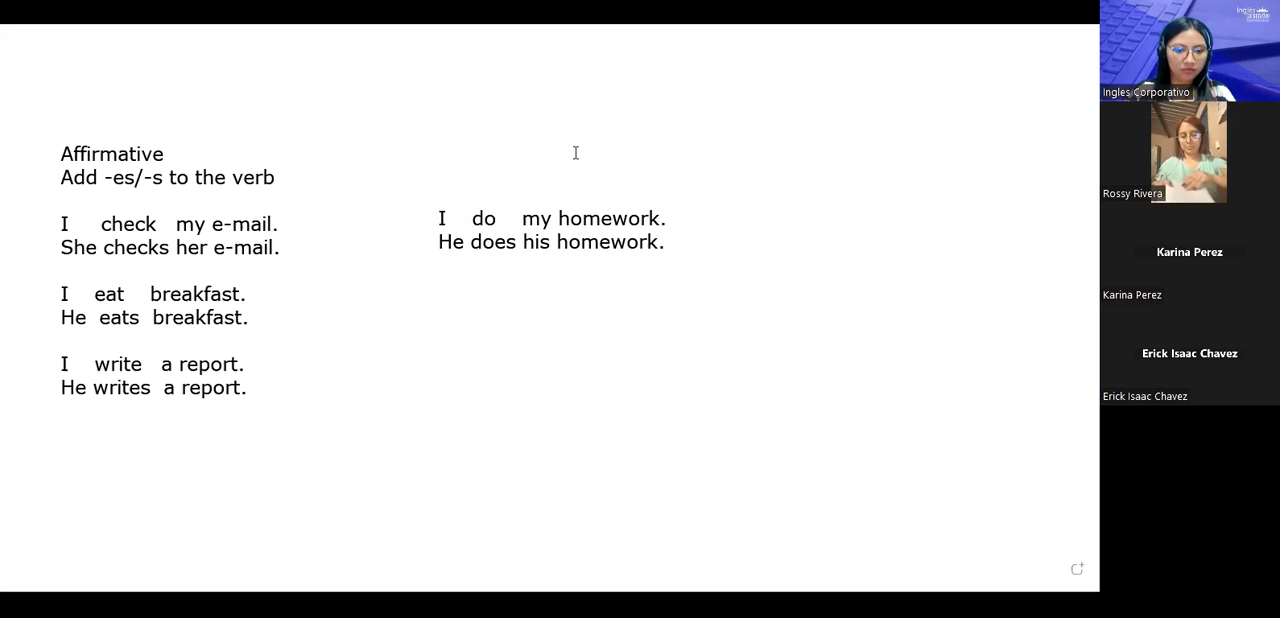 Affirmative
Add -es/-s to the verb
I check my e-mail.
She checks her e-mail.
I eat breakfast.
He eats breakfast.
I write a report.
He writes a report.
I do my homework.
He does his homework.
Ingles
Ingles Corporativo
Rossy Rivera
Karina Perez
Karina Perez
Erick Isaac Chavez
Erick Isaac Chavez